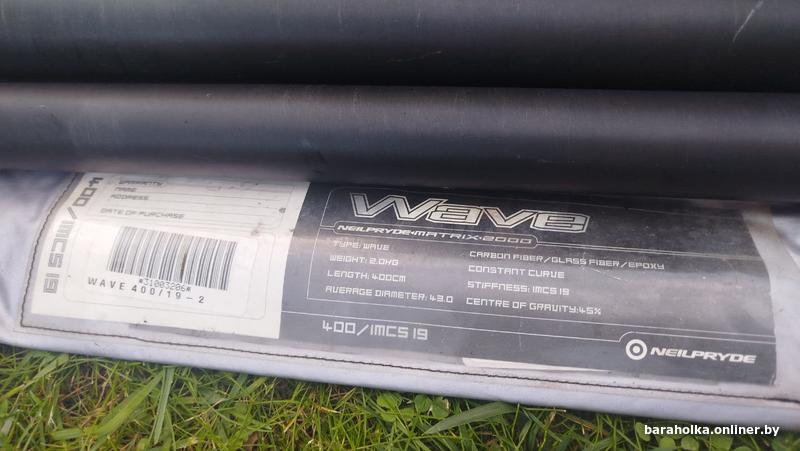 WARRANTY
NAME
ADDRESS
DATE OF PURCHASE
400/IMCS 19
*31003206*
WAVE 400/19 - 2
Wave
NEILPRYDE•MATRIX•2000
TYPE: WAVE
WEIGHT: 2.0KG
LENGTH: 400CM
AVERAGE DIAMETER: 49.0
CARBON FIBER/GLASS FIBER/EPOXY
CONSTANT CURVE
STIFFNESS: IMCS 19
CENTRE OF GRAVITY:45%
400/IMCS 19
NEILPRYDE
baraholka.onliner.by